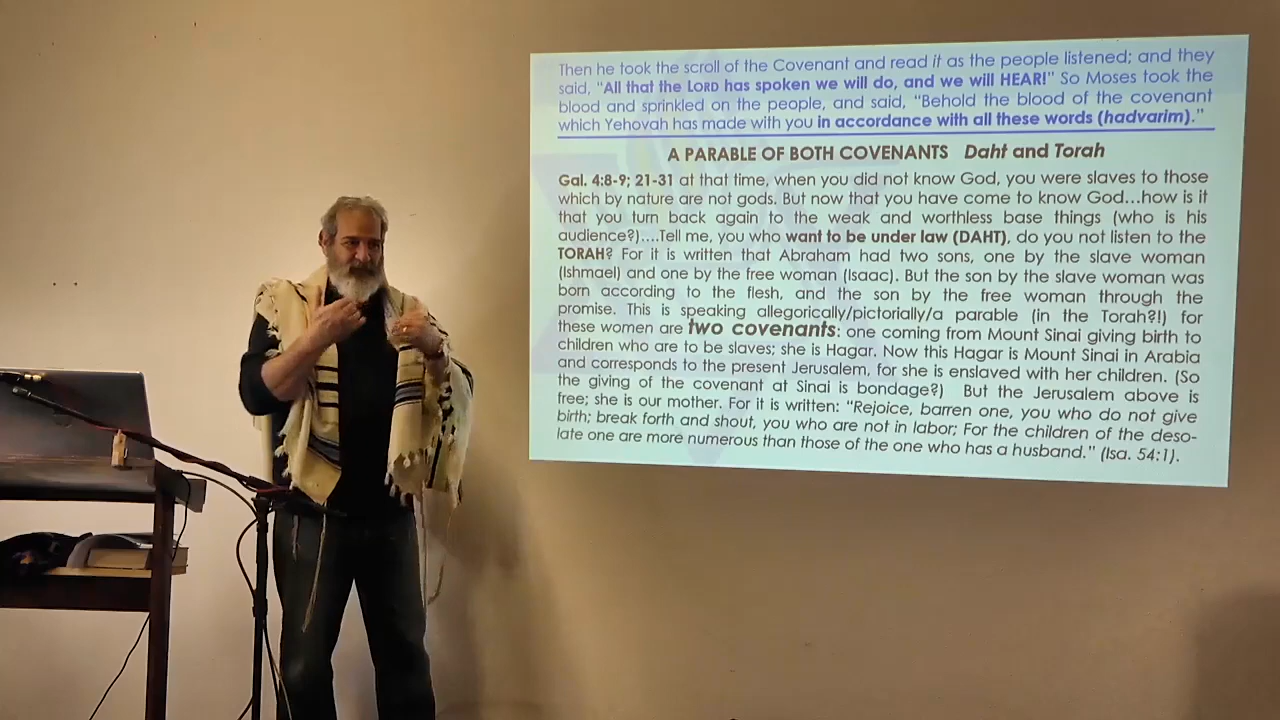 Then he took the scroll of the Covenant and read it as the people listened; and they
said, "All that the LORD has spoken we will do, and we will HEAR!" So Moses took the
blood and sprinkled on the people, and said, "Behold the blood of the covenant
which Yehovah has made with you in accordance with all these words (hadvarim)."
A PARABLE OF BOTH COVENANTS Daht and Torah
Gal. 4:8-9; 21-31 at that time, when you did not know God, you were slaves to those
which by nature are not gods. But now that you have come to know God...how is it
that you turn back again to the weak and worthless base things (who is his
audience?)....Tell me, you who want to be under law (DAHT), do you not listen to the
TORAH? For it is written that Abraham had two sons, one by the slave woman
(Ishmael) and one by the free woman (Isaac). But the son by the slave woman was
born according to the flesh, and the son by the free woman through the
promise. This is speaking allegorically/pictorially/a parable (in the Torah?!) for
these women are two covenants: one coming from Mount Sinai giving birth to
children who are to be slaves; she is Hagar. Now this Hagar is Mount Sinai in Arabia
and corresponds to the present Jerusalem, for she is enslaved with her children. (So
the giving of the covenant at Sinai is bondage?) But the Jerusalem above is
free; she is our mother. For it is written: "Rejoice, barren one, you who do not give
birth; break forth and shout, you who are not in labor; For the children of the deso-
late one are more numerous than those of the one who has a husband." (Isa. 54:1).